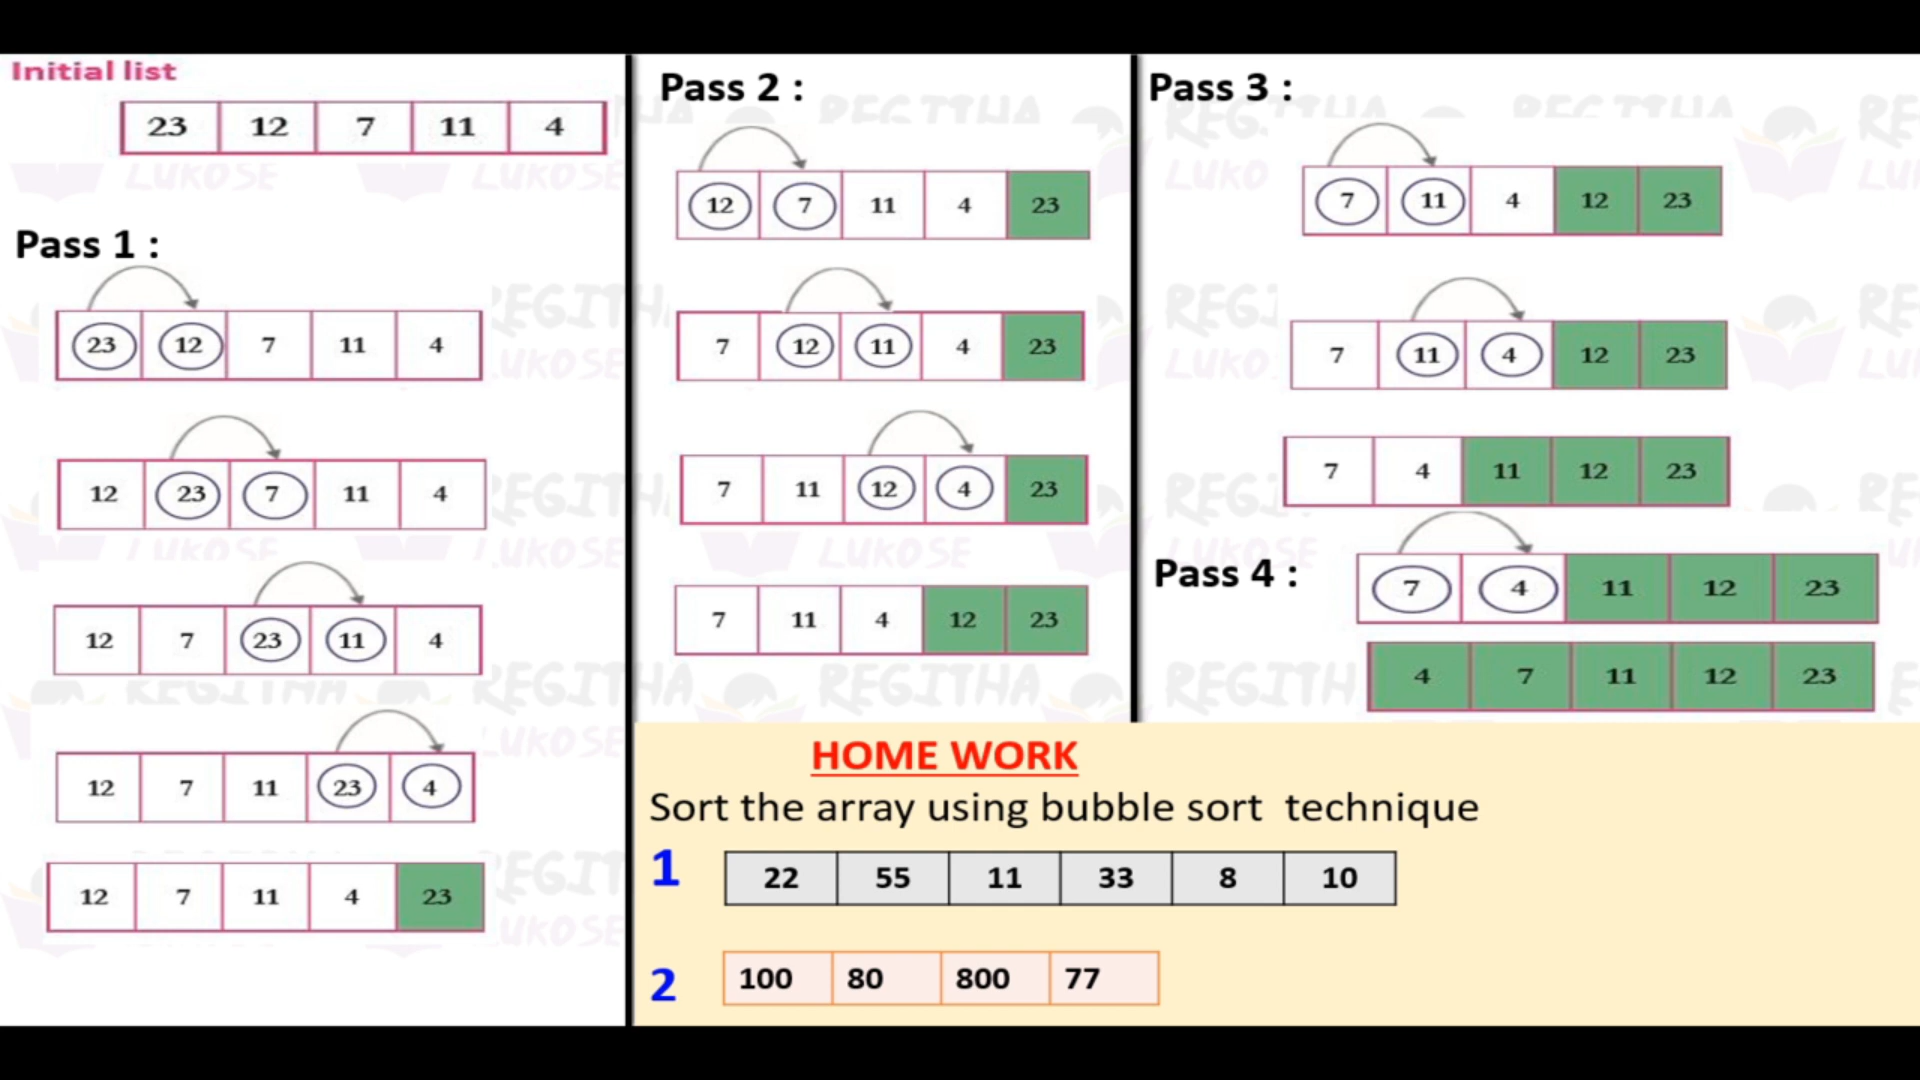 Initial list
23 12 7 11 4
Pass 1 :
23 12 7 11 4
12 23 7 11 4
12 7 23 11 4
12 7 11 23 4
12 7 11 4 23
Pass 2 :
12 7 11 4 23
7 12 11 4 23
7 11 12 4 23
7 11 4 12 23
Pass 3 :
7 11 4 12 23
7 11 4 12 23
7 4 11 12 23
Pass 4 :
7 4 11 12 23
4 7 11 12 23
HOME WORK
Sort the array using bubble sort technique
1
22 55 11 33 8 10
2
100 80 800 77
REGITHA
LUKOSE